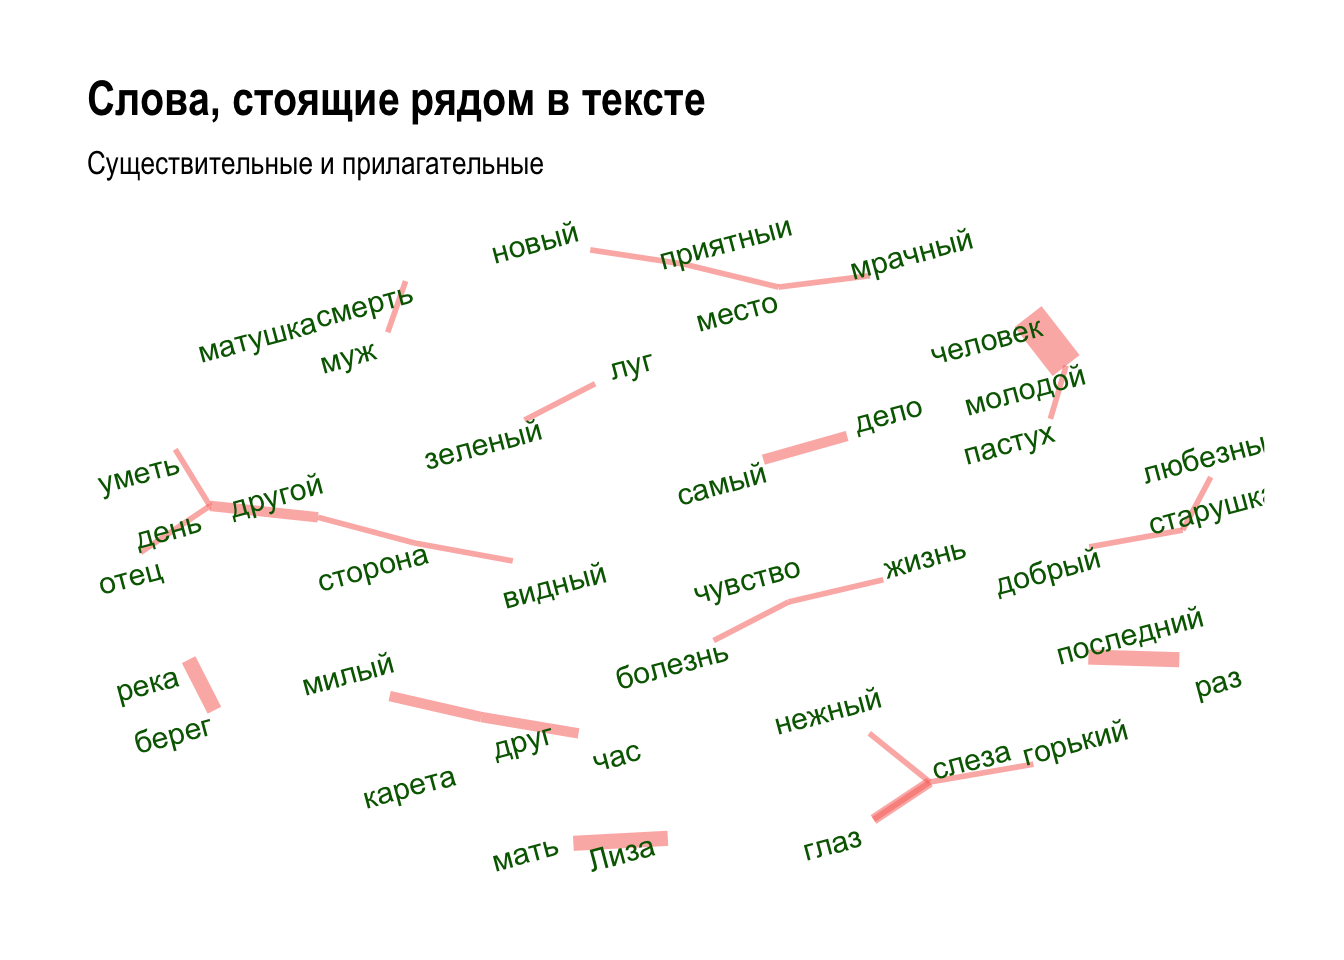 Слова, стоящие рядом в тексте
Существительные и прилагательные
новый
приятный
мрачный
смерть
матушка
место
муж
человек
луг
молодой
дело
зеленый
пастух
любезны
уметь
самый
другой
старушка
день
отец
сторона
видный
чувство
жизнь
добрый
последний
болезнь
река
милый
раз
нежный
берег
друг
час
слеза
горький
карета
мать
Лиза
глаз